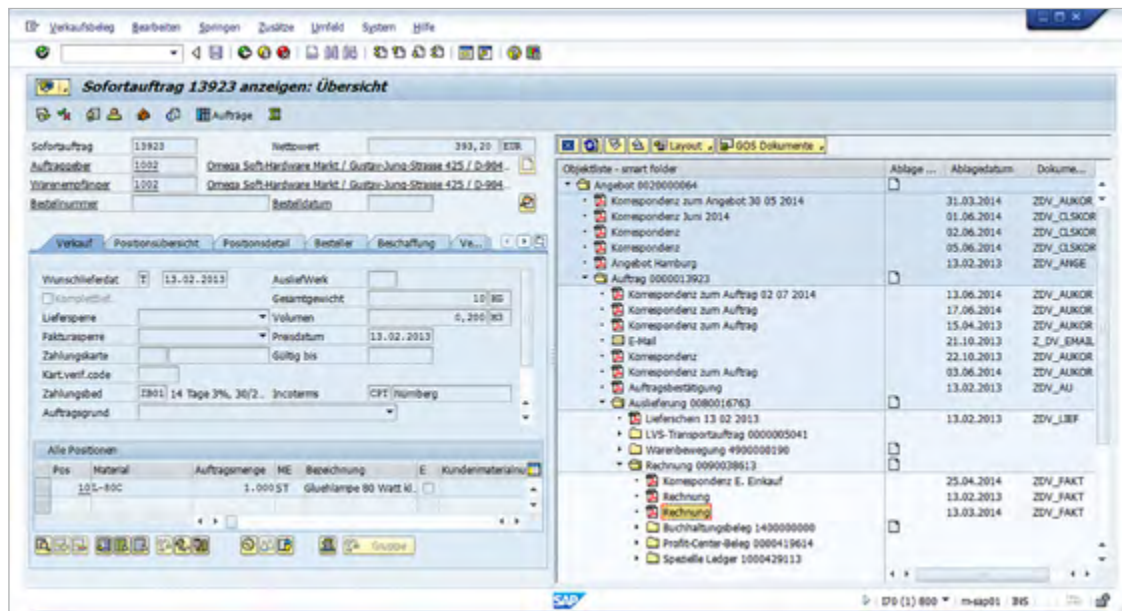 Verkaufsbeleg Bearbeiten Springen Zusätze Umfeld System Hilfe
Sofortauftrag 13923 anzeigen: Übersicht
Aufträge
Sofortauftrag 13923 Nettowert 393,20 EUR
Auftraggeber 1002 Omega Soft-Hardware Markt / Gustav-Jung-Strasse 425 / D-904...
Warenempfänger 1002 Omega Soft-Hardware Markt / Gustav-Jung-Strasse 425 / D-904...
Bestellnummer Bestelldatum
Verkauf Positionsübersicht Positionsdetail Besteller Beschaffung Ve...
Wunschlieferdat T 13.02.2013 AusliefWerk
Komplettlief. Gesamtgewicht 10 KG
Liefersperre Volumen 0,200 M3
Fakturasperre Preisdatum 13.02.2013
Zahlungskarte Gültig bis
Kart.verif.code
Zahlungsbed ZB01 14 Tage 3%, 30/2... Incoterms CPT Nürnberg
Auftragsgrund
Alle Positionen
Pos Material Auftragsmenge ME Bezeichnung E Kundenmaterialnu
10 L-80C 1.000 ST Gluehlampe 80 Watt kl.
Gruppe
Layout GOS Dokumente
Objektliste - smart folder Ablage ... Ablagedatum Dokume...
Angebot 0020000064
Korrespondenz zum Angebot 30 05 2014 31.03.2014 ZDV_AUKOR
Korrespondenz Juni 2014 01.06.2014 ZDV_CLSKOR
Korrespondenz 02.06.2014 ZDV_CLSKOR
Korrespondenz 05.06.2014 ZDV_CLSKOR
Angebot Hamburg 13.02.2013 ZDV_ANGE
Auftrag 0000013923
Korrespondenz zum Auftrag 02 07 2014 13.06.2014 ZDV_AUKOR
Korrespondenz zum Auftrag 17.06.2014 ZDV_AUKOR
Korrespondenz zum Auftrag 15.04.2013 ZDV_AUKOR
E-Mail 21.10.2013 Z_DV_EMAIL
Korrespondenz 22.10.2013 ZDV_AUKOR
Korrespondenz zum Auftrag 03.06.2014 ZDV_AUKOR
Auftragsbestätigung 13.02.2013 ZDV_AU
Auslieferung 0080016763
Lieferschein 13 02 2013 13.02.2013 ZDV_LIEF
LVS-Transportauftrag 0000005041
Warenbewegung 4900000190
Rechnung 0090038613
Korrespondenz E. Einkauf 25.04.2014 ZDV_FAKT
Rechnung 13.02.2013 ZDV_FAKT
Rechnung 13.03.2014 ZDV_FAKT
Buchhaltungsbeleg 1400000000
Profit-Center-Beleg 0000419614
Spezielle Ledger 1000429113
SAP I70 (1) 800 m-sap01 INS